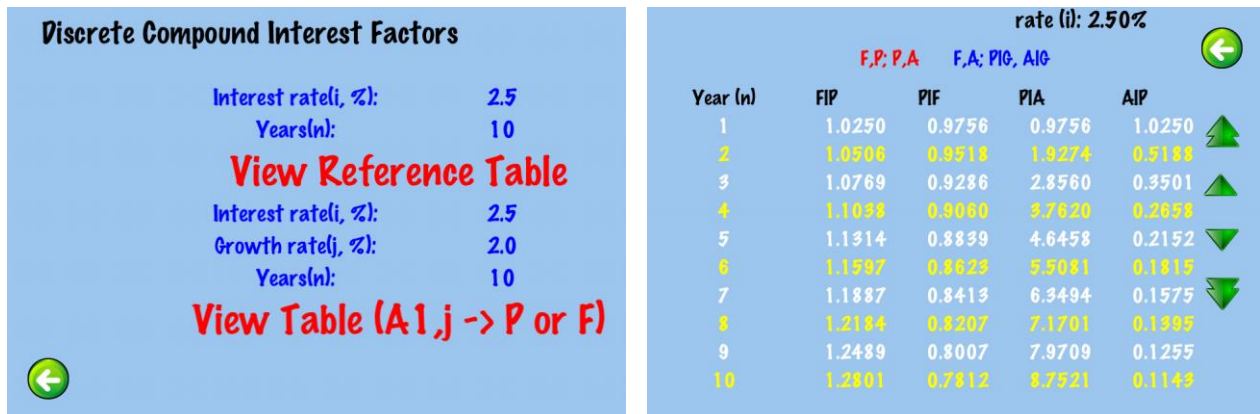 Discrete Compound Interest Factors
Interest rate(i, %): 2.5
Years(n): 10
View Reference Table
Interest rate(i, %): 2.5
Growth rate(j, %): 2.0
Years(n): 10
View Table (A1,j -> P or F)
rate (i): 2.50%
F,P; P,A F,A; P|G, A|G
Year (n) F|P P|F P|A A|P
1 1.0250 0.9756 0.9756 1.0250
2 1.0506 0.9518 1.9274 0.5188
3 1.0769 0.9286 2.8560 0.3501
4 1.1038 0.9060 3.7620 0.2658
5 1.1314 0.8839 4.6458 0.2152
6 1.1597 0.8623 5.5081 0.1815
7 1.1887 0.8413 6.3494 0.1575
8 1.2184 0.8207 7.1701 0.1395
9 1.2489 0.8007 7.9709 0.1255
10 1.2801 0.7812 8.7521 0.1143